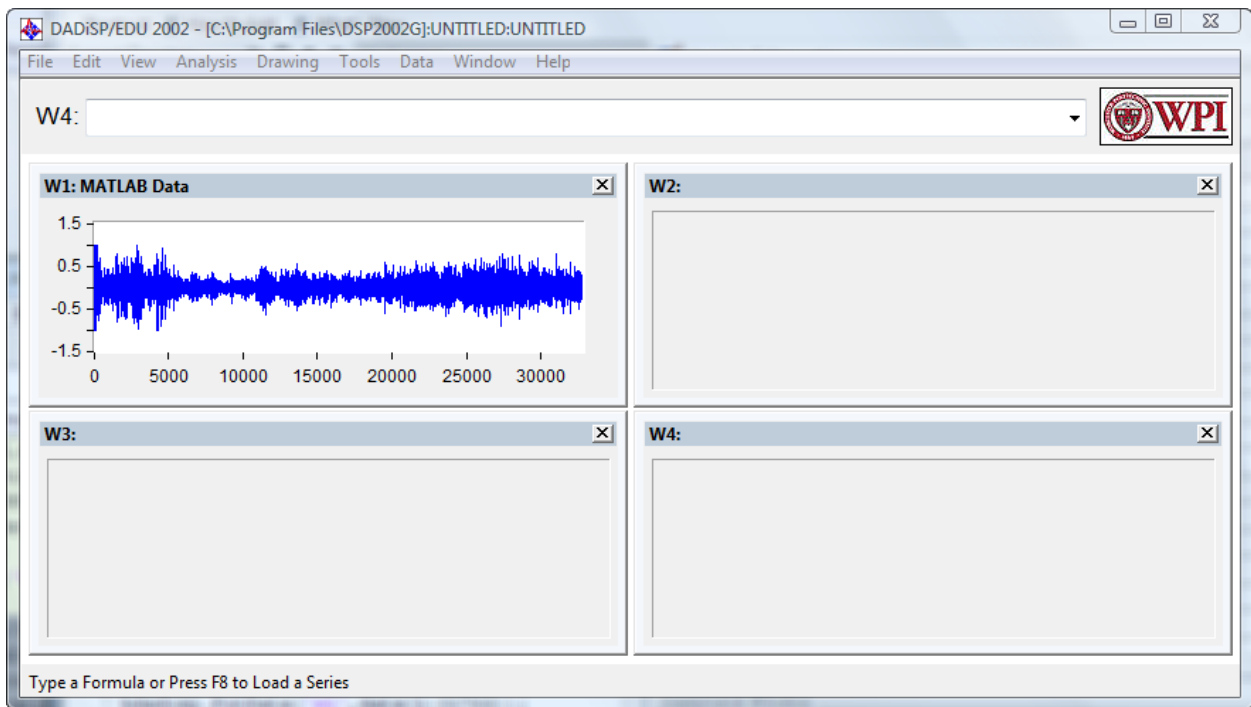 DADiSP/EDU 2002 - [C:\Program Files\DSP2002G]:UNTITLED:UNTITLED
File Edit View Analysis Drawing Tools Data Window Help
W4:
WPI
W1: MATLAB Data
1.5
0.5
-0.5
-1.5
0 5000 10000 15000 20000 25000 30000
W2:
W3:
W4:
Type a Formula or Press F8 to Load a Series